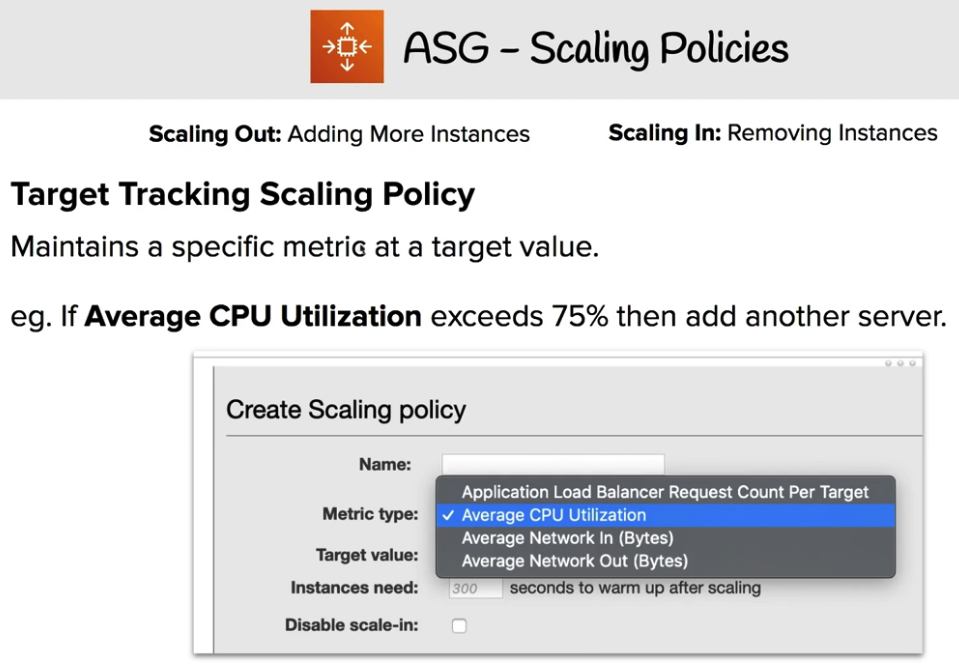 ASG – Scaling Policies
Scaling Out: Adding More Instances
Scaling In: Removing Instances
Target Tracking Scaling Policy
Maintains a specific metric at a target value.
eg. If Average CPU Utilization exceeds 75% then add another server.
Create Scaling policy
Name:
Metric type:
Application Load Balancer Request Count Per Target
✓ Average CPU Utilization
Average Network In (Bytes)
Average Network Out (Bytes)
Target value:
Instances need: 300 seconds to warm up after scaling
Disable scale-in: